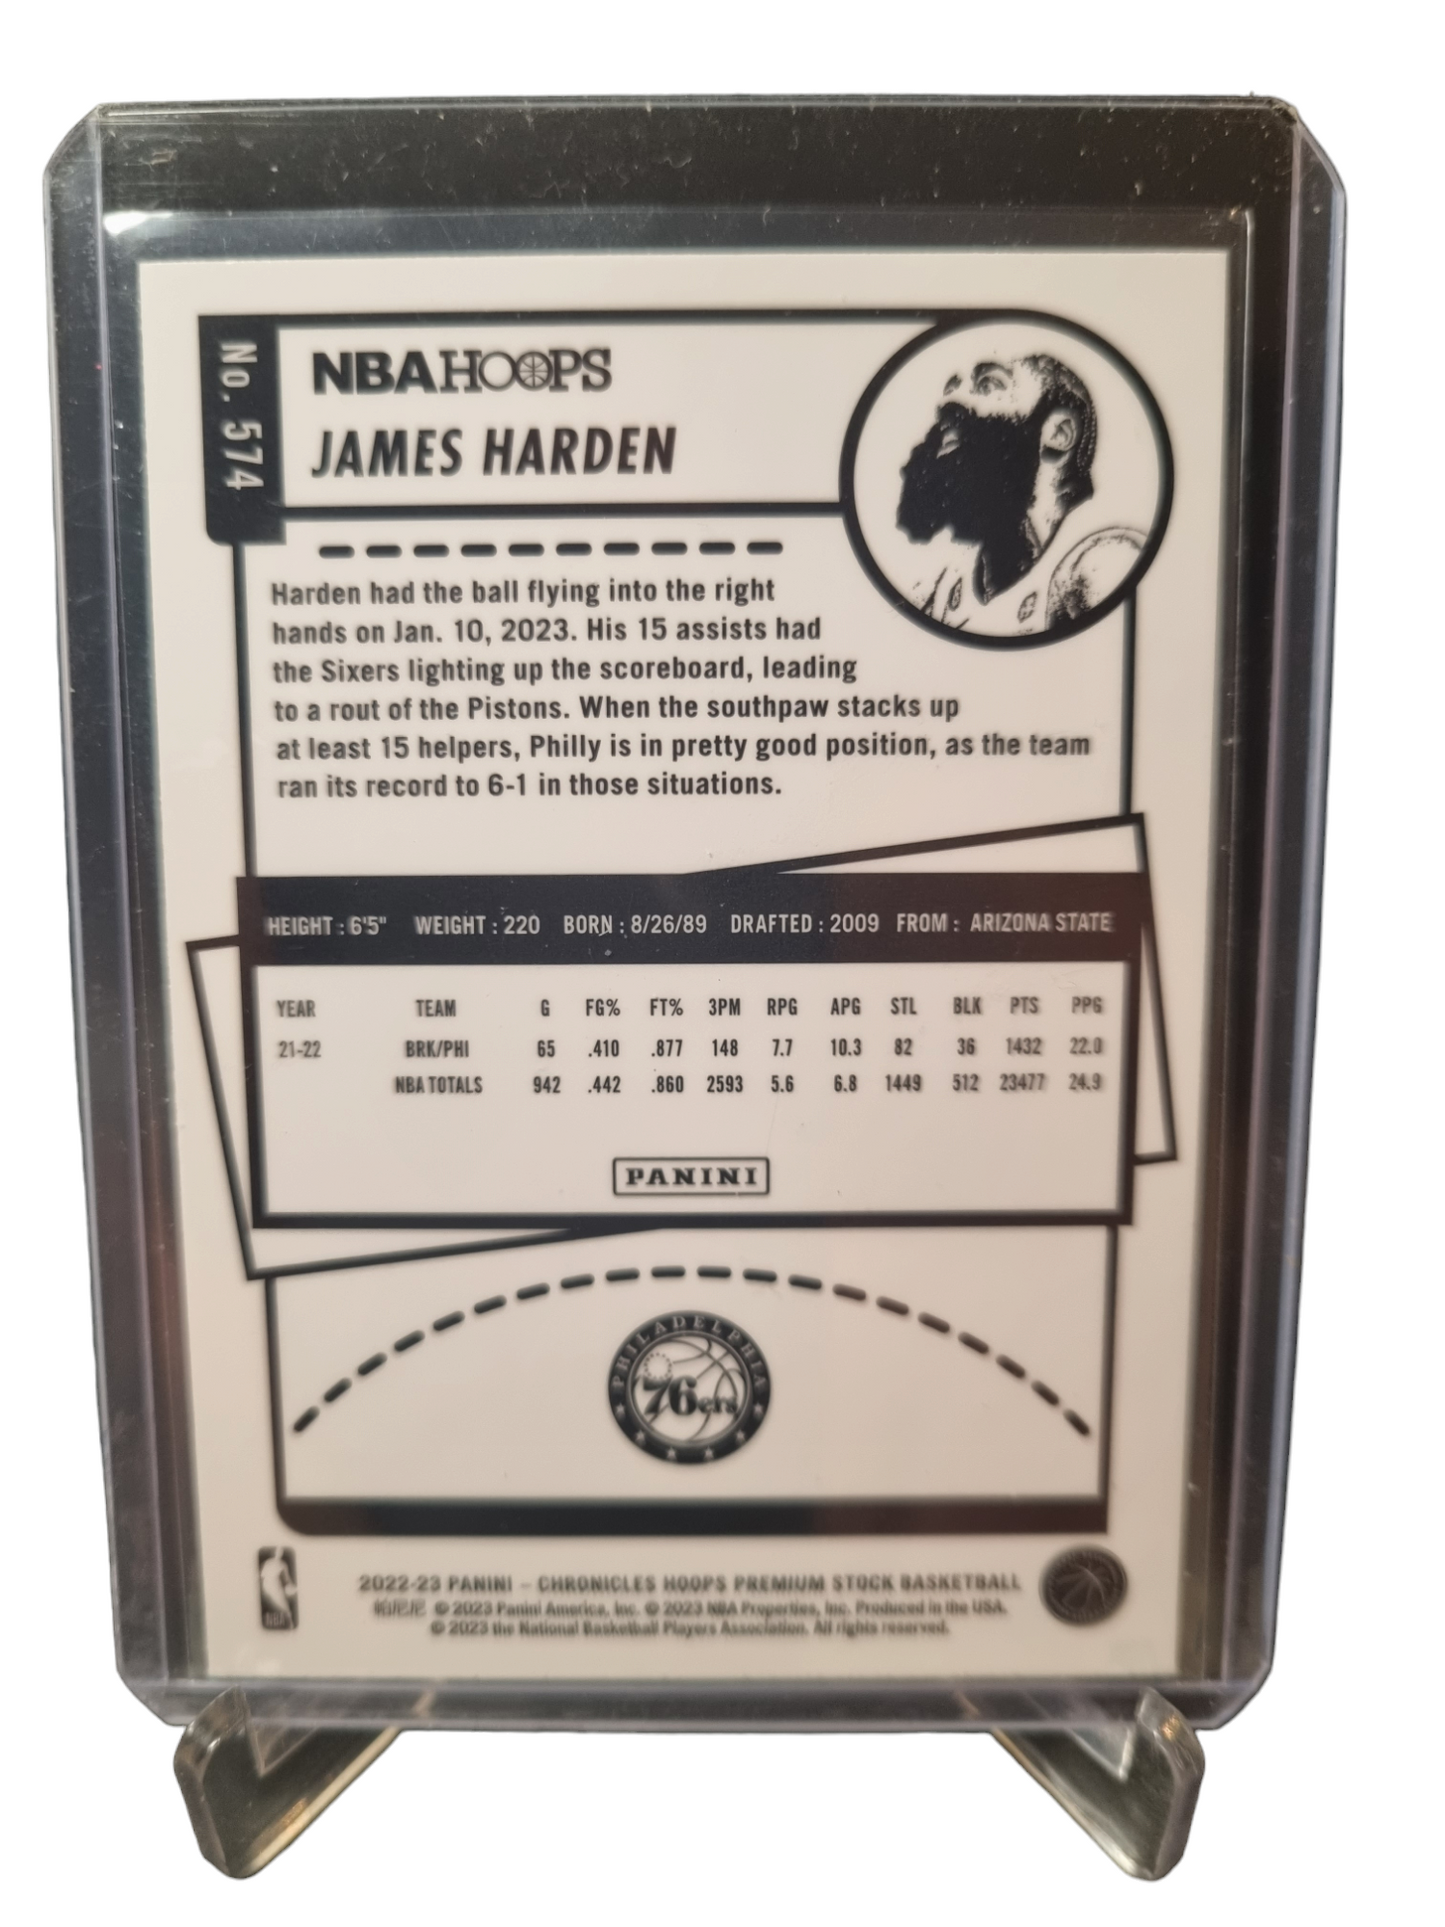 No. 574
NBA HOOPS
JAMES HARDEN
Harden had the ball flying into the right
hands on Jan. 10, 2023. His 15 assists had
the Sixers lighting up the scoreboard, leading
to a rout of the Pistons. When the southpaw stacks up
at least 15 helpers, Philly is in pretty good position, as the team
ran its record to 6-1 in those situations.
HEIGHT : 6'5" WEIGHT : 220 BORN : 8/26/89 DRAFTED : 2009 FROM : ARIZONA STATE
YEAR TEAM G FG% FT% 3PM RPG APG STL BLK PTS PPG
21-22 BRK/PHI 65 .410 .877 148 7.7 10.3 82 36 1432 22.0
NBA TOTALS 942 .442 .860 2593 5.6 6.8 1449 512 23477 24.9
PANINI
PHILADELPHIA
76ers
2022-23 PANINI – CHRONICLES HOOPS PREMIUM STOCK BASKETBALL
帕尼尼 © 2023 Panini America, Inc. © 2023 NBA Properties, Inc. Produced in the USA.
© 2023 the National Basketball Players Association. All rights reserved.
NBA